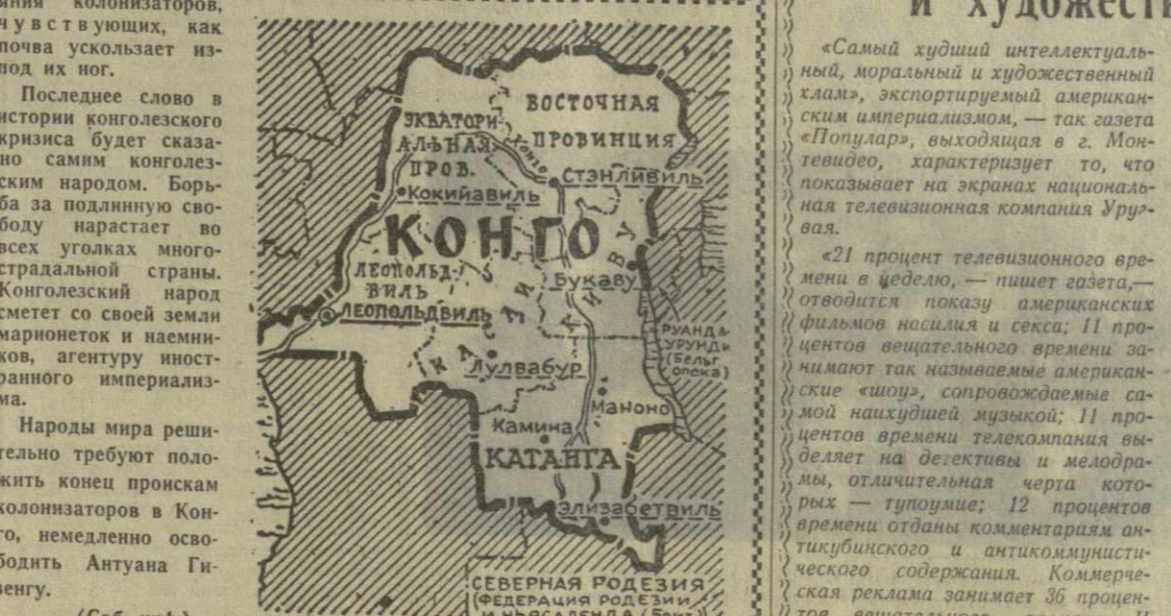 яния колонизаторов,
чувствующих, как
почва ускользает из-
под их ног.
Последнее слово в
истории конголезского
кризиса будет сказа-
но самим конголез-
ским народом. Борь-
ба за подлинную сво-
боду нарастает во
всех уголках много-
страдальной страны.
Конголезский народ
сметет со своей земли
марионеток и наемни-
ков, агентуру иност-
ранного империализ-
ма.
Народы мира реши-
тельно требуют поло-
жить конец проискам
колонизаторов в Кон-
го, немедленно осво-
бодить Антуана Ги-
зенгу.
ВОСТОЧНАЯ
ПРОВИНЦИЯ
ЭКВАТОРИ
АЛЬНАЯ
ПРОВ.
Конго
Стэнливиль
Кокийавиль
КОНГО
ЛЕОПОЛЬД-
ВИЛЬ
ЛЕОПОЛЬДВИЛЬ
Букаву
КИВУ
КАСАИ
РУАНДА
УРУНДИ
(Бельг.
опека)
Лулвабур
Маноно
Камина
КАТАНГА
Элизабетвиль
СЕВЕРНАЯ РОДЕЗИЯ
(ФЕДЕРАЦИЯ РОДЕЗИИ
И НЬЯСАЛЕНДА (Брит.)
и художеств
«Самый худший интеллектуаль-
ный, моральный и художественный
хлам», экспортируемый американ-
ским империализмом, — так газета
«Популар», выходящая в г. Мон-
тевидео, характеризует то, что
показывает на экранах националь-
ная телевизионная компания Уруг-
вая.
«21 процент телевизионного вре-
мени в неделю, — пишет газета,—
отводится показу американских
фильмов насилия и секса; 11 про-
центов вещательного времени за-
нимают так называемые американ-
ские «шоу», сопровождаемые са-
мой наихудшей музыкой; 11 про-
центов времени телекомпания вы-
деляет на детективы и мелодра-
мы, отличительная черта кото-
рых — тупоумие; 12 процентов
времени отданы комментариям ан-
тикубинского и антикоммунисти-
ческого содержания. Коммерче-
ская реклама занимает 36 процен-